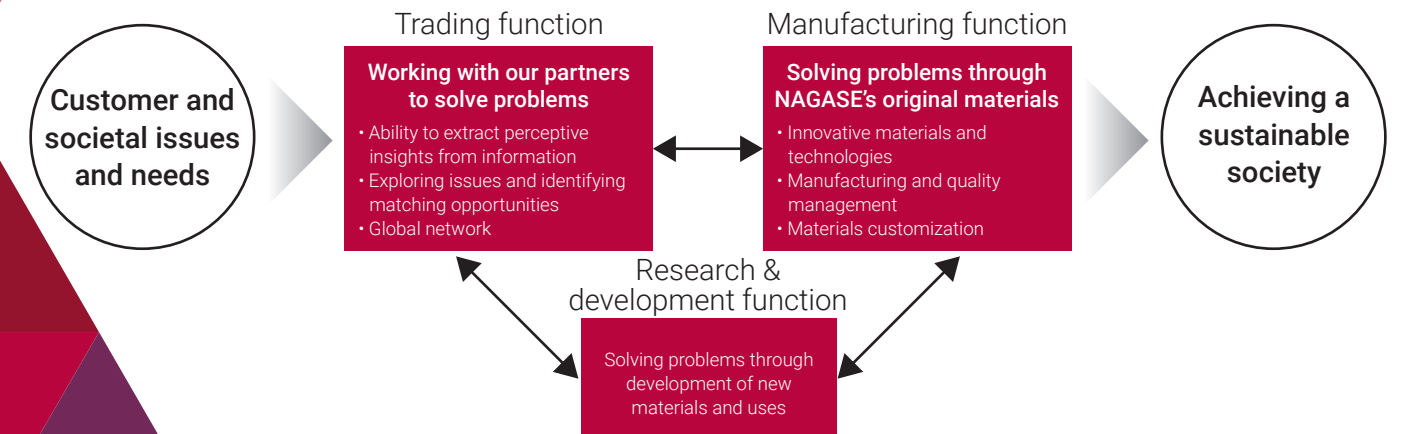 Customer and
societal issues
and needs
Trading function
Working with our partners
to solve problems
• Ability to extract perceptive
insights from information
• Exploring issues and identifying
matching opportunities
• Global network
Manufacturing function
Solving problems through
NAGASE's original materials
• Innovative materials and
technologies
• Manufacturing and quality
management
• Materials customization
Research &
development function
Solving problems through
development of new
materials and uses
Achieving a
sustainable
society